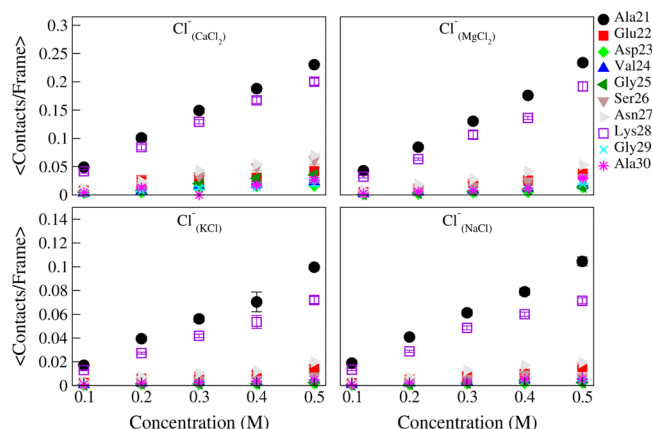 Cl⁻(CaCl₂)
Cl⁻(MgCl₂)
Ala21
Glu22
Asp23
Val24
Gly25
Ser26
Asn27
Lys28
Gly29
Ala30
<Contacts/Frame>
0.3
0.25
0.2
0.15
0.1
0.05
0
Cl⁻(KCl)
Cl⁻(NaCl)
<Contacts/Frame>
0.14
0.12
0.1
0.08
0.06
0.04
0.02
0
0.1 0.2 0.3 0.4 0.5
0.1 0.2 0.3 0.4 0.5
Concentration (M)
Concentration (M)